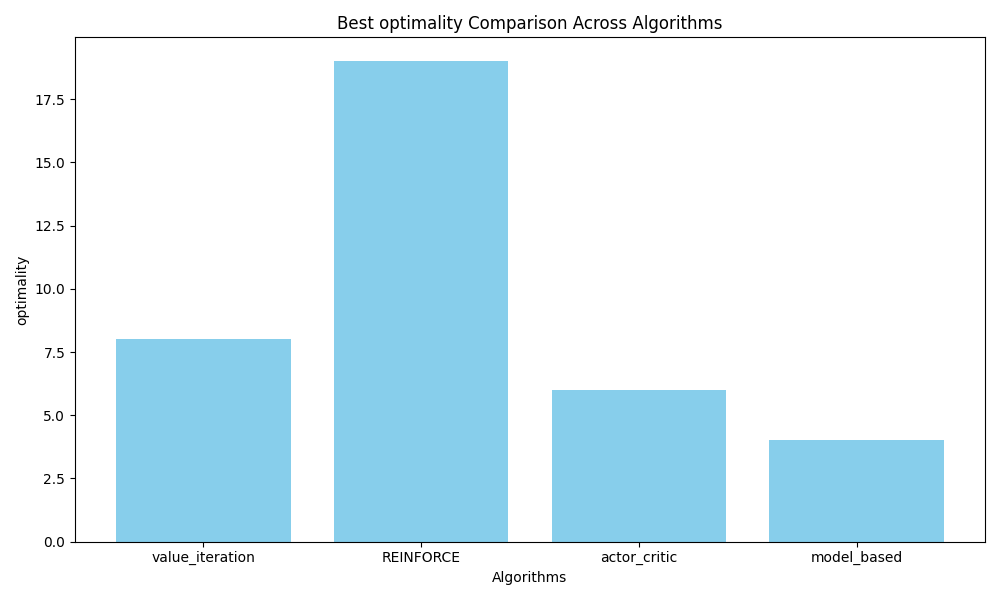 Best optimality Comparison Across Algorithms
optimality
17.5
15.0
12.5
10.0
7.5
5.0
2.5
0.0
value_iteration REINFORCE actor_critic model_based
Algorithms